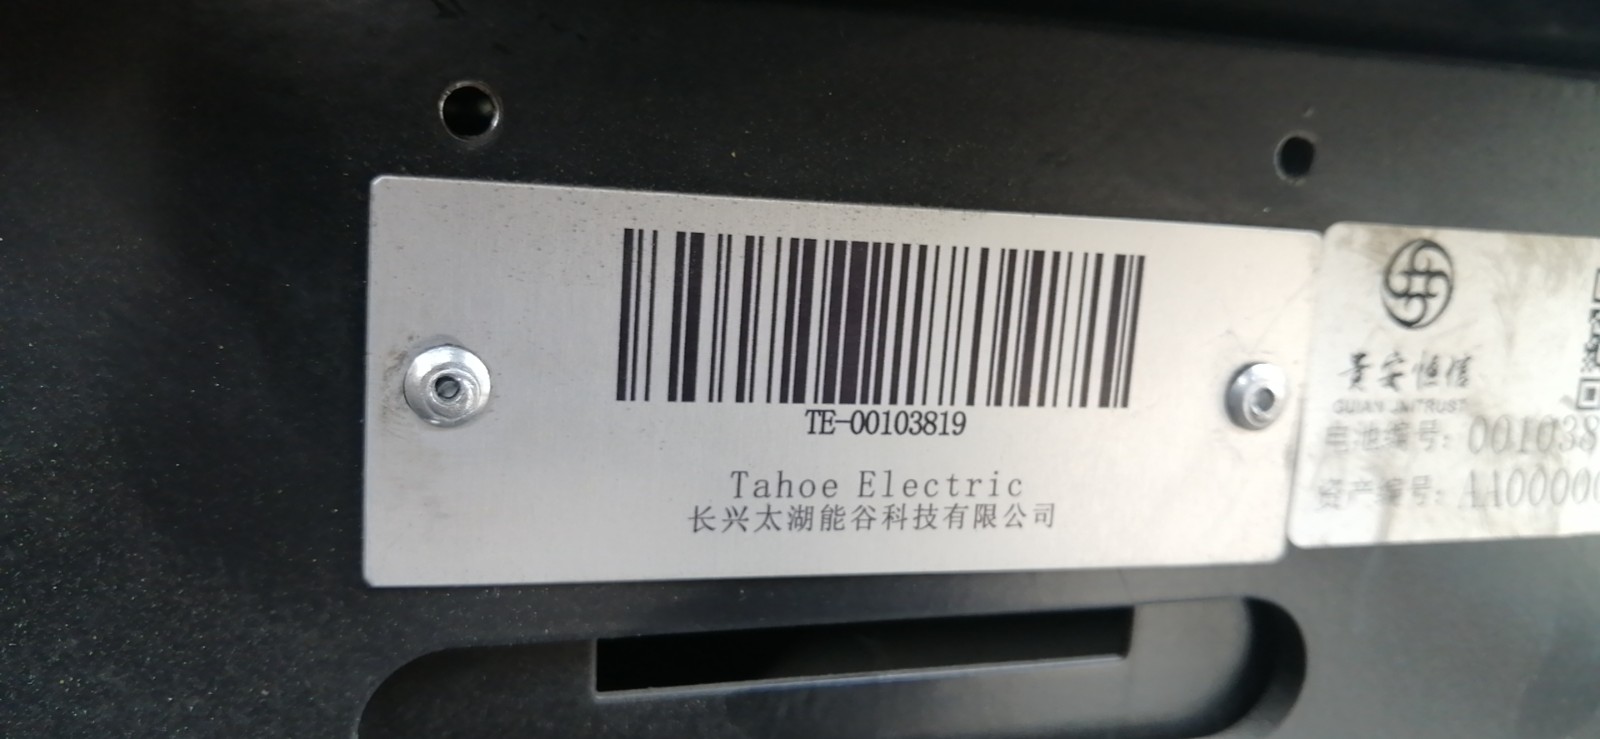 TE-00103819
Tahoe Electric
长兴太湖能谷科技有限公司
贵安恒信
GUIAN
电池编号: 001038
资产编号: AA00000